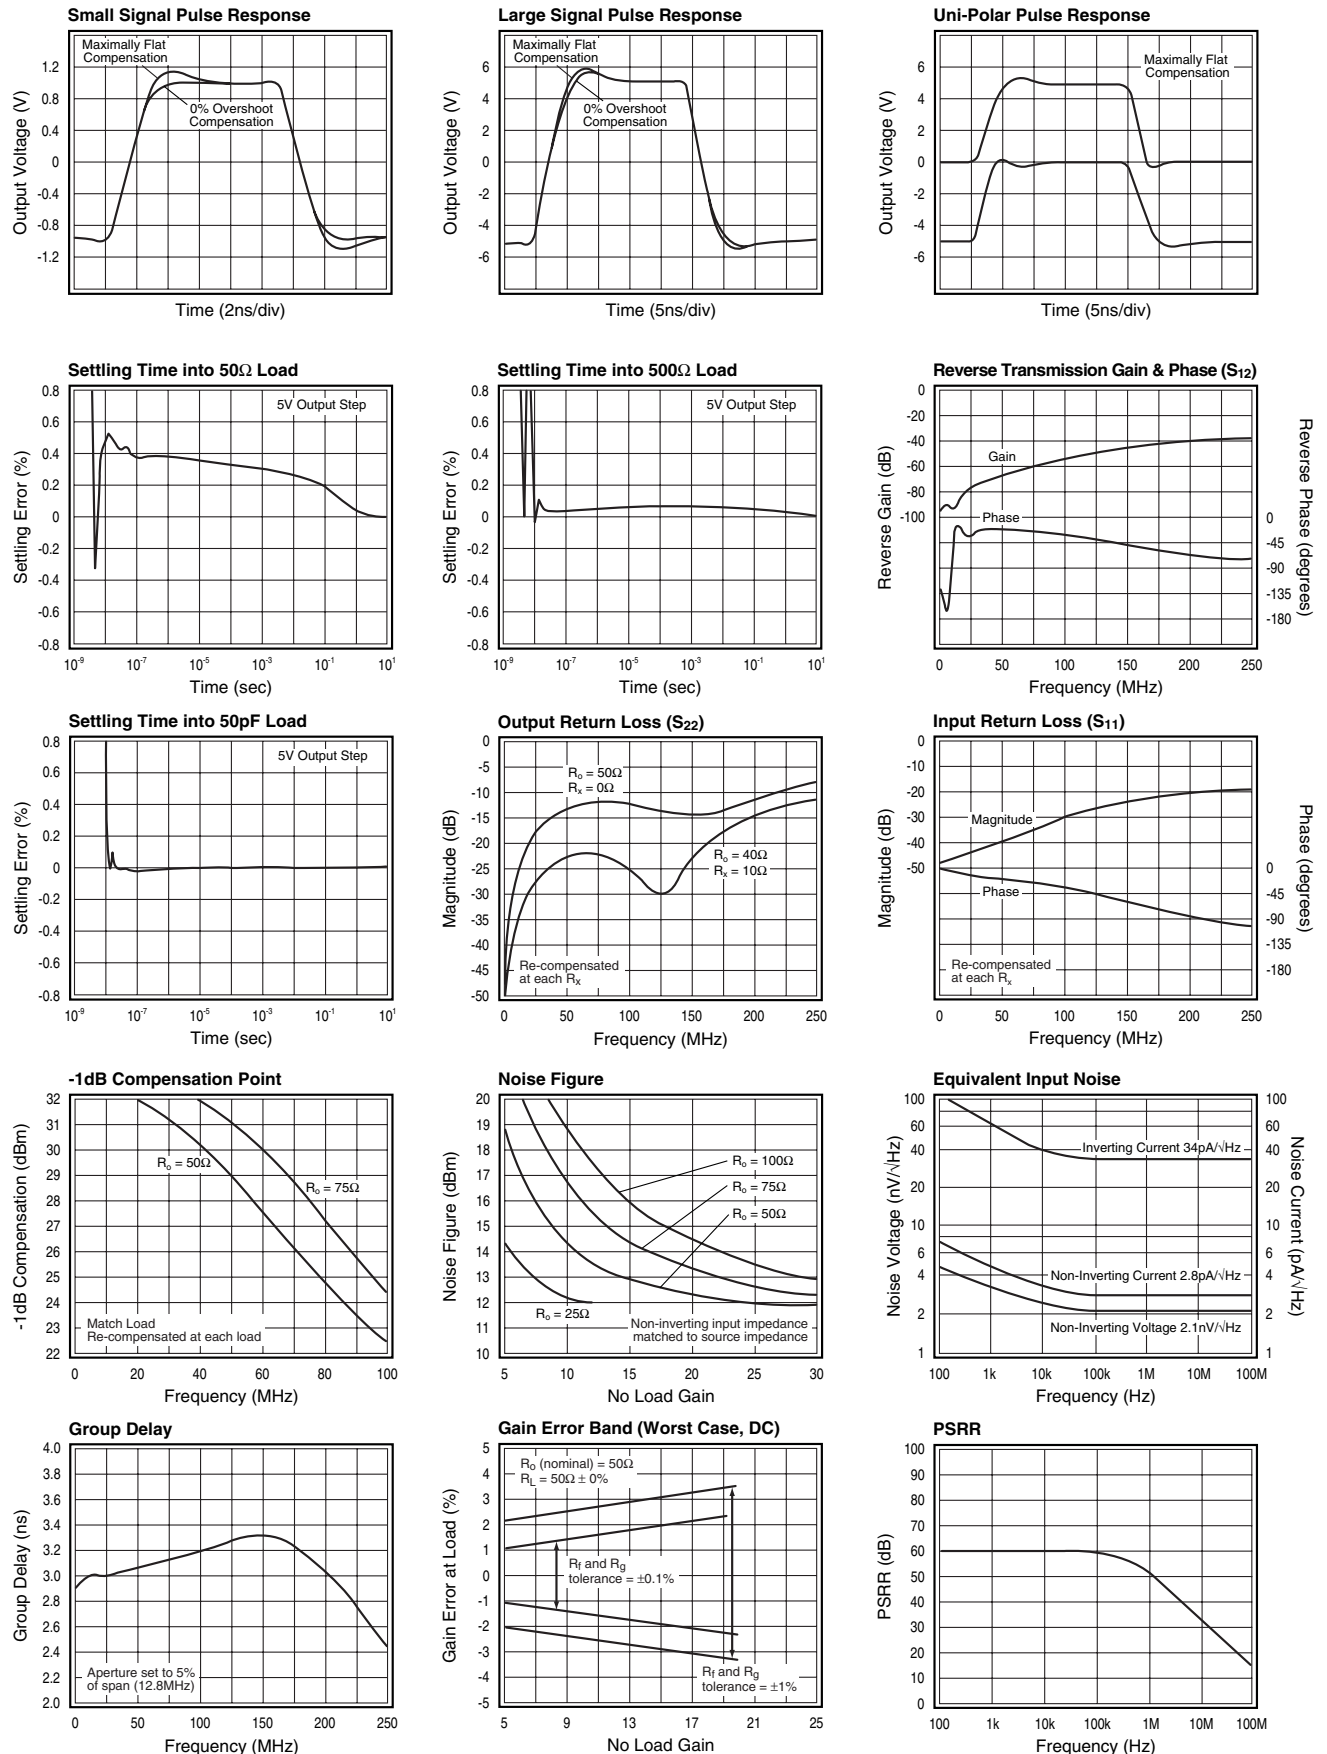 Small Signal Pulse Response
Output Voltage (V)
1.2
0.8
0.4
0
-0.4
-0.8
-1.2
Maximally Flat
Compensation
0% Overshoot
Compensation
Time (2ns/div)
Large Signal Pulse Response
Output Voltage (V)
6
4
2
0
-2
-4
-6
Maximally Flat
Compensation
0% Overshoot
Compensation
Time (5ns/div)
Uni-Polar Pulse Response
Output Voltage (V)
6
4
2
0
-2
-4
-6
Maximally Flat
Compensation
Time (5ns/div)
Settling Time into 50Ω Load
Settling Error (%)
0.8
0.6
0.4
0.2
0
-0.2
-0.4
-0.6
-0.8
5V Output Step
10⁻⁹ 10⁻⁷ 10⁻⁵ 10⁻³ 10⁻¹ 10¹
Time (sec)
Settling Time into 500Ω Load
Settling Error (%)
0.8
0.6
0.4
0.2
0
-0.2
-0.4
-0.6
-0.8
5V Output Step
10⁻⁹ 10⁻⁷ 10⁻⁵ 10⁻³ 10⁻¹ 10¹
Time (sec)
Reverse Transmission Gain & Phase (S₁₂)
Reverse Gain (dB)
0
-20
-40
-60
-80
-100
Gain
Phase
0
-45
-90
-135
-180
Reverse Phase (degrees)
0 50 100 150 200 250
Frequency (MHz)
Settling Time into 50pF Load
Settling Error (%)
0.8
0.6
0.4
0.2
0
-0.2
-0.4
-0.6
-0.8
5V Output Step
10⁻⁹ 10⁻⁷ 10⁻⁵ 10⁻³ 10⁻¹ 10¹
Time (sec)
Output Return Loss (S₂₂)
Magnitude (dB)
0
-5
-10
-15
-20
-25
-30
-35
-40
-45
-50
Rₒ = 50Ω
Rₓ = 0Ω
Rₒ = 40Ω
Rₓ = 10Ω
Re-compensated
at each Rₓ
0 50 100 150 200 250
Frequency (MHz)
Input Return Loss (S₁₁)
Magnitude (dB)
0
-10
-20
-30
-40
-50
Magnitude
Phase
Re-compensated
at each Rₓ
0
-45
-90
-135
-180
Phase (degrees)
0 50 100 150 200 250
Frequency (MHz)
-1dB Compensation Point
-1dB Compensation (dBm)
32
31
30
29
28
27
26
25
24
23
22
Rₒ = 50Ω
Rₒ = 75Ω
Match Load
Re-compensated at each load
0 20 40 60 80 100
Frequency (MHz)
Noise Figure
Noise Figure (dBm)
20
19
18
17
16
15
14
13
12
11
10
Rₒ = 100Ω
Rₒ = 75Ω
Rₒ = 50Ω
Rₒ = 25Ω
Non-inverting input impedance
matched to source impedance
5 10 15 20 25 30
No Load Gain
Equivalent Input Noise
Noise Voltage (nV/√Hz)
100
60
40
20
10
6
4
2
1
Inverting Current 34pA/√Hz
Non-Inverting Current 2.8pA/√Hz
Non-Inverting Voltage 2.1nV/√Hz
100
60
40
20
10
6
4
2
1
Noise Current (pA/√Hz)
100 1k 10k 100k 1M 10M 100M
Frequency (Hz)
Group Delay
Group Delay (ns)
4.0
3.8
3.6
3.4
3.2
3.0
2.8
2.6
2.4
2.2
2.0
Aperture set to 5%
of span (12.8MHz)
0 50 100 150 200 250
Frequency (MHz)
Gain Error Band (Worst Case, DC)
Gain Error at Load (%)
5
4
3
2
1
0
-1
-2
-3
-4
-5
Rₒ (nominal) = 50Ω
R_L = 50Ω ± 0%
R_f and R_g
tolerance = ±0.1%
R_f and R_g
tolerance = ±1%
5 9 13 17 21 25
No Load Gain
PSRR
PSRR (dB)
100
90
80
70
60
50
40
30
20
10
0
100 1k 10k 100k 1M 10M 100M
Frequency (Hz)